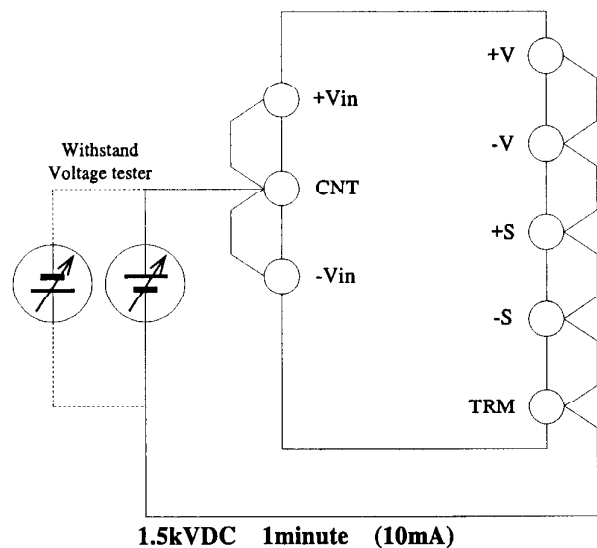 +V
+Vin
Withstand
Voltage tester
-V
CNT
+S
-Vin
-S
TRM
1.5kVDC 1minute (10mA)